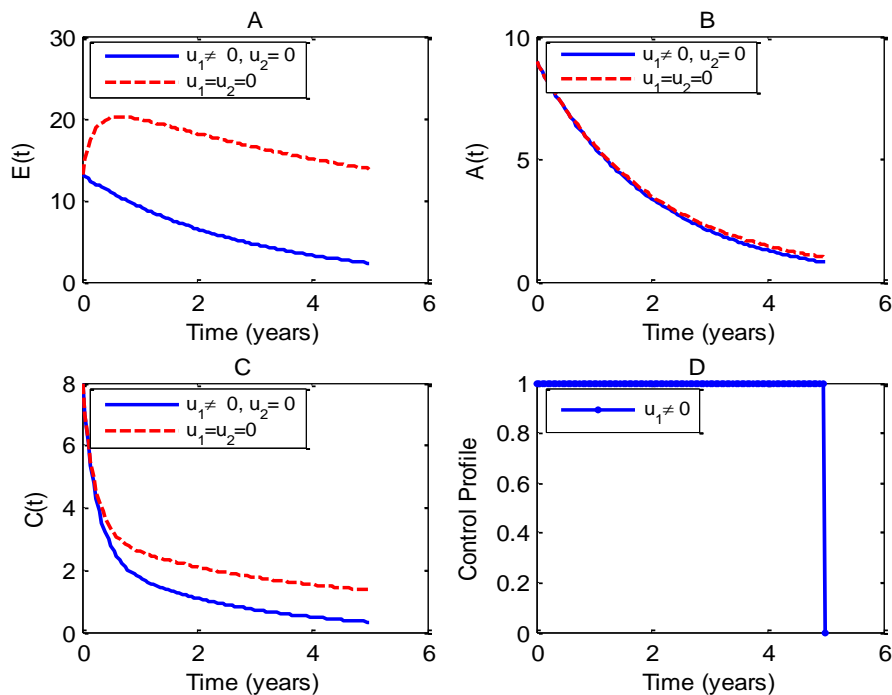 A
30
20
10
0
E(t)
u1≠ 0, u2= 0
u1=u2=0
0 2 4 6
Time (years)
B
10
5
0
A(t)
u1≠ 0, u2= 0
u1=u2=0
0 2 4 6
Time (years)
C
8
6
4
2
0
C(t)
u1≠ 0, u2= 0
u1=u2=0
0 2 4 6
Time (years)
D
1
0.8
0.6
0.4
0.2
0
Control Profile
u1≠ 0
0 2 4 6
Time (years)